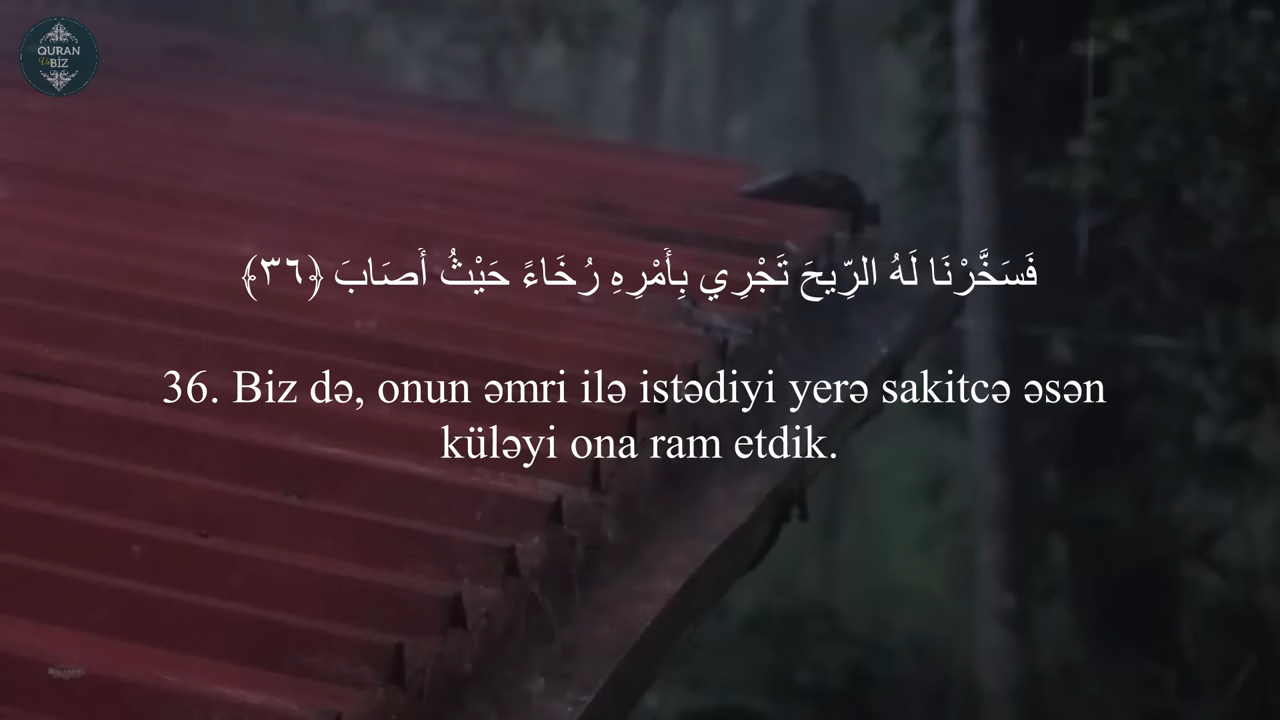 QURAN
Və BİZ
فَسَخَّرْنَا لَهُ الرِّيحَ تَجْرِي بِأَمْرِهِ رُخَاءً حَيْثُ أَصَابَ ﴿٣٦﴾
36. Biz də, onun əmri ilə istədiyi yerə sakitcə əsən
küləyi ona ram etdik.